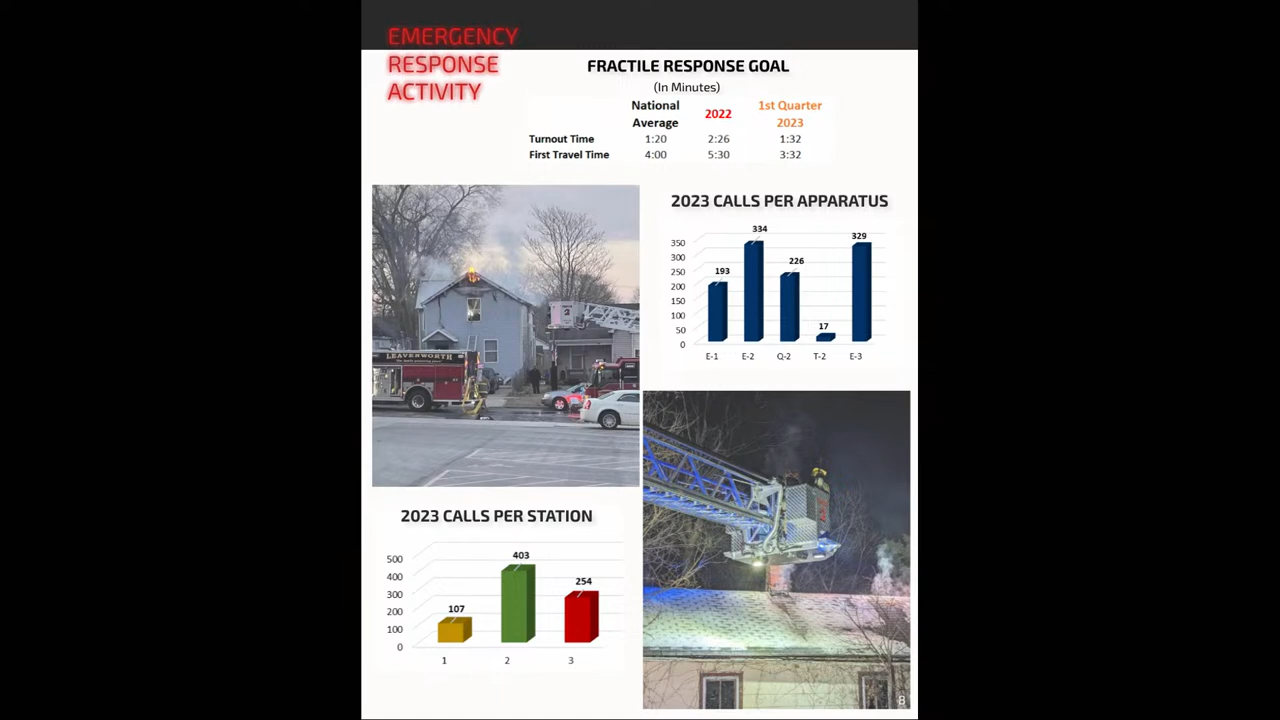 EMERGENCY
RESPONSE
ACTIVITY
FRACTILE RESPONSE GOAL
(In Minutes)
National Average 2022 1st Quarter 2023
Turnout Time 1:20 2:26 1:32
First Travel Time 4:00 5:30 3:32
2023 CALLS PER APPARATUS
350
300
250
200
150
100
50
0
193
334
226
17
329
E-1 E-2 Q-2 T-2 E-3
LEAVENWORTH
2
2023 CALLS PER STATION
500
400
300
200
100
0
107
403
254
1 2 3
8